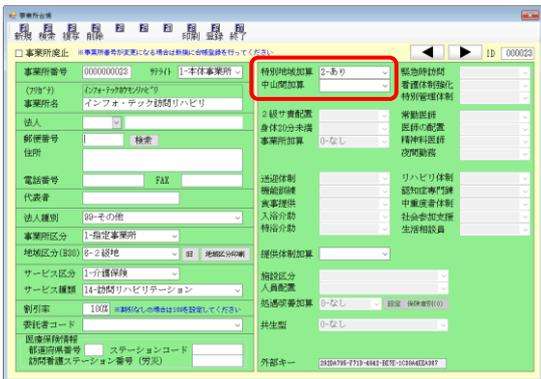 事業所台帳
新規 検索 複写 削除 印刷 登録 終了
事業所廃止 ※事業所番号が変更になる場合は新規に台帳登録を行ってください
ID 000023
事業所番号 0000000023 ｻﾃﾗｲﾄ 1-本体事業所
(ﾌﾘｶﾞﾅ) ｲﾝﾌｫ･ﾃｯｸﾎｳﾓﾝﾘﾊﾋﾞﾘ
事業所名 インフォ・テック訪問リハビリ
法人
郵便番号 検索
住所
電話番号 FAX
代表者
法人種別 99-その他
事業所区分 1-指定事業所
地域区分(H30) 6-2級地 旧 地域区分印刷
サービス区分 1-介護保険
サービス種類 14-訪問リハビリテーション
割引率 100% ※割引なしの場合は100を設定してください
委託者コード
医療保険情報
都道府県番号 ステーションコード
訪問看護ステーション番号 (労災)
特別地域加算 2-あり
中山間加算
2級サ責配置
身体20分未満
事業所加算 0-なし
送迎体制
機能訓練
食事提供
入浴介助
特浴介助
提供体制加算
施設区分
人員配置
処遇改善加算 0-なし
共生型 0-なし
外部キー
緊急時訪問
看護体制強化
特別管理体制
常勤医師
医師の配置
精神科医師
夜間勤務
リハビリ体制
認知症専門棟
中重度者体制
社会参加支援
生活相談員